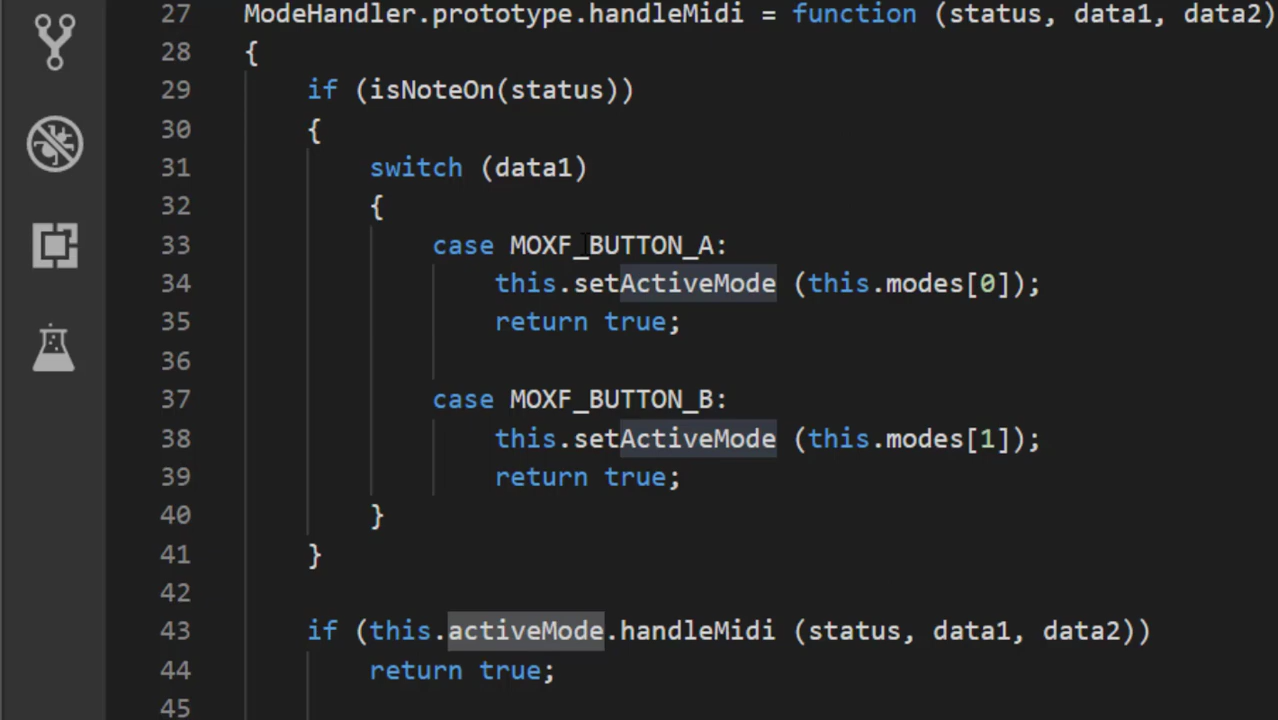 27 ModeHandler.prototype.handleMidi = function (status, data1, data2)
28 {
29 if (isNoteOn(status))
30 {
31 switch (data1)
32 {
33 case MOXF_BUTTON_A:
34 this.setActiveMode (this.modes[0]);
35 return true;
36
37 case MOXF_BUTTON_B:
38 this.setActiveMode (this.modes[1]);
39 return true;
40 }
41 }
42
43 if (this.activeMode.handleMidi (status, data1, data2))
44 return true;
45